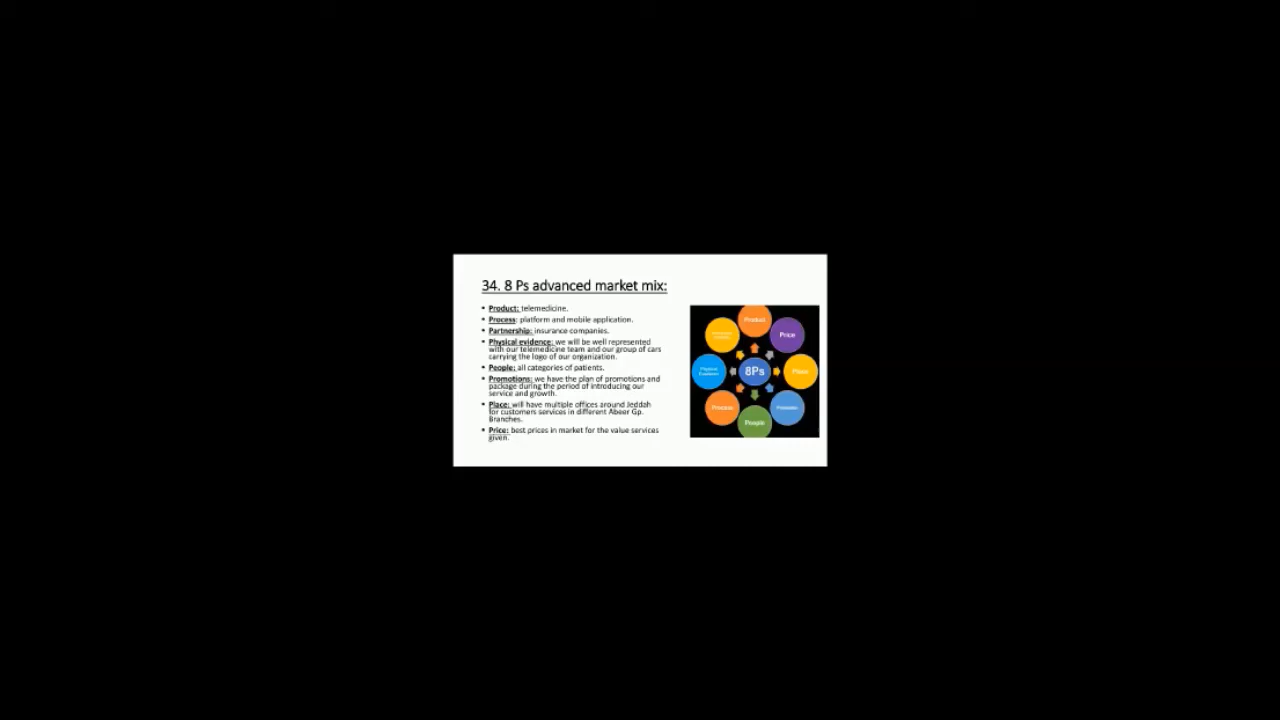 34. 8 Ps advanced market mix:
• Product: telemedicine.
• Process: platform and mobile application.
• Partnership: insurance companies.
• Physical evidence: we will be well represented
with our telemedicine team and our group of cars
carrying the logo of our organization.
• People: all categories of patients.
• Promotions: we have the plan of promotions and
package during the period of introducing our
service and growth.
• Place: will have multiple offices around Jeddah
for customers services in different Abeer Gp.
Branches.
• Price: best prices in market for the value services
given.
Product
Price
Place
People
Process
Physical
8Ps